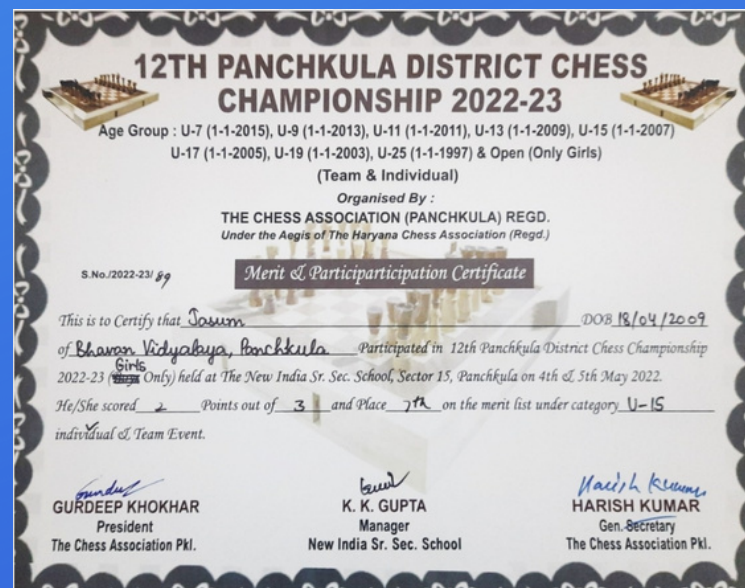 12TH PANCHKULA DISTRICT CHESS
CHAMPIONSHIP 2022-23
Age Group : U-7 (1-1-2015), U-9 (1-1-2013), U-11 (1-1-2011), U-13 (1-1-2009), U-15 (1-1-2007)
U-17 (1-1-2005), U-19 (1-1-2003), U-25 (1-1-1997) & Open (Only Girls)
(Team & Individual)
Organised By :
THE CHESS ASSOCIATION (PANCHKULA) REGD.
Under the Aegis of The Haryana Chess Association (Regd.)
S.No./2022-23/ 89
Merit & Participarticipation Certificate
This is to Certify that Jasum DOB 18/04/2009
of Bhavan Vidyalaya, Panchkula Participated in 12th Panchkula District Chess Championship
Girls
2022-23 ( Only) held at The New India Sr. Sec. School, Sector 15, Panchkula on 4th & 5th May 2022.
He/She scored 2 Points out of 3 and Place 7th on the merit list under category U-15
individual & Team Event.
Harish Kumar
GURDEEP KHOKHAR K. K. GUPTA HARISH KUMAR
President Manager Gen. Secretary
The Chess Association Pkl. New India Sr. Sec. School The Chess Association Pkl.